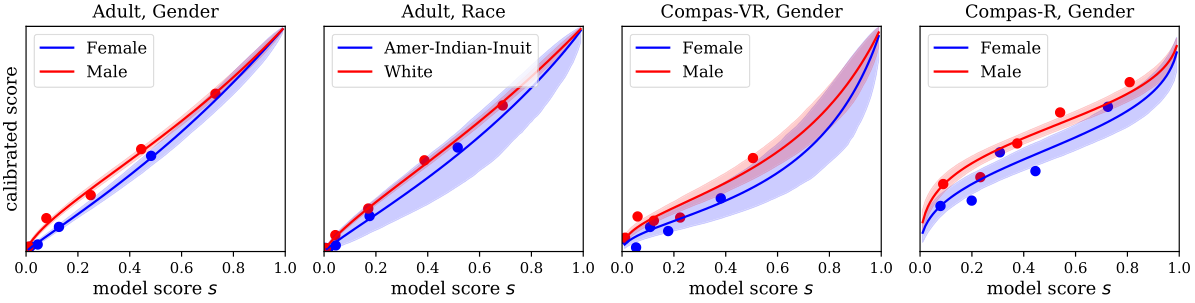 Adult, Gender
Adult, Race
Compas-VR, Gender
Compas-R, Gender
Female
Male
Amer-Indian-Inuit
White
Female
Male
Female
Male
calibrated score
0.0 0.2 0.4 0.6 0.8 1.0
0.0 0.2 0.4 0.6 0.8 1.0
0.0 0.2 0.4 0.6 0.8 1.0
0.0 0.2 0.4 0.6 0.8 1.0
model score s
model score s
model score s
model score s